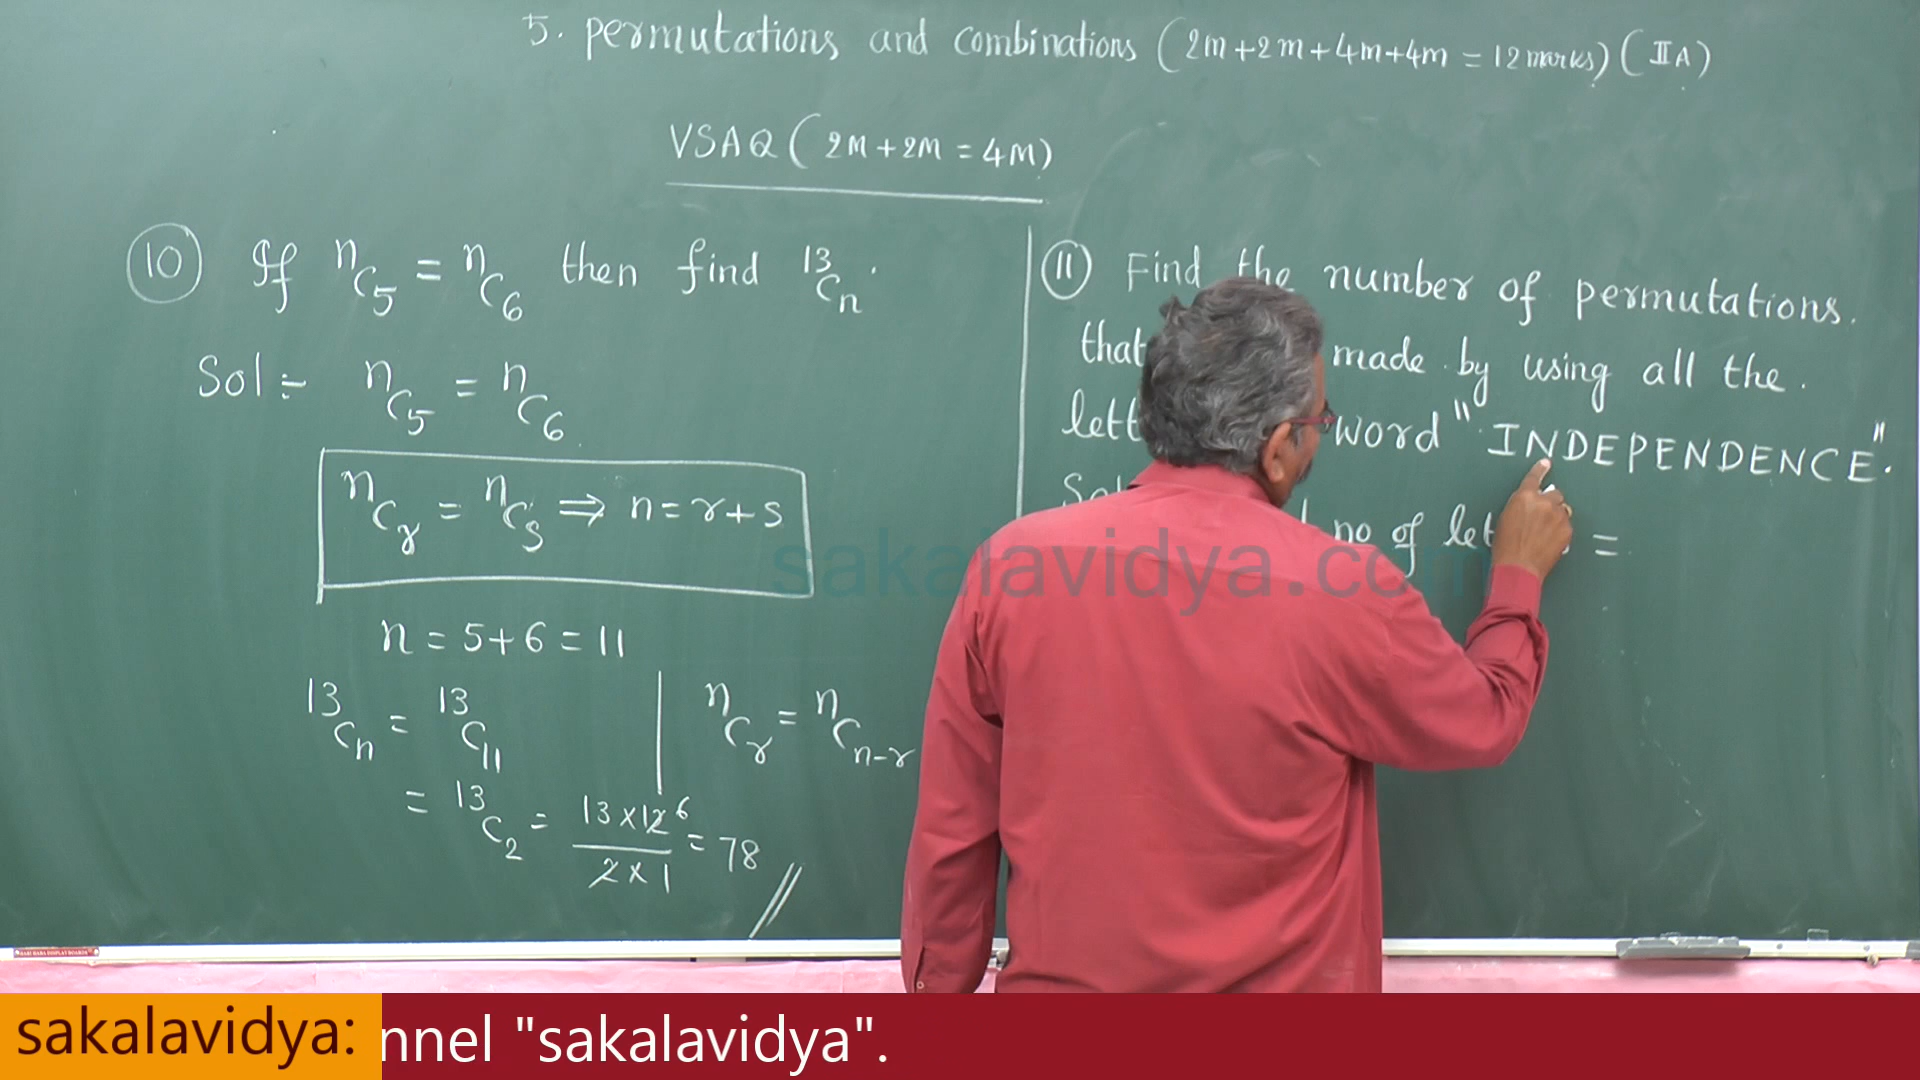 5. permutations and combinations (2m+2m+4m+4m = 12 marks) (IIA)
VSAQ (2M+2M = 4M)
10 If nC5 = nC6 then find 13Cn.
Sol:- nC5 = nC6
nCr = nCs ⇒ n = r+s
n = 5+6 = 11
13Cn = 13C11
nCr = nCn-r
= 13C2 = 13×12 6 / 2×1 = 78 //
11 Find the number of permutations.
that made by using all the.
word "INDEPENDENCE".
no of =
sakalavidya.com
sakalavidya: nnel "sakalavidya".